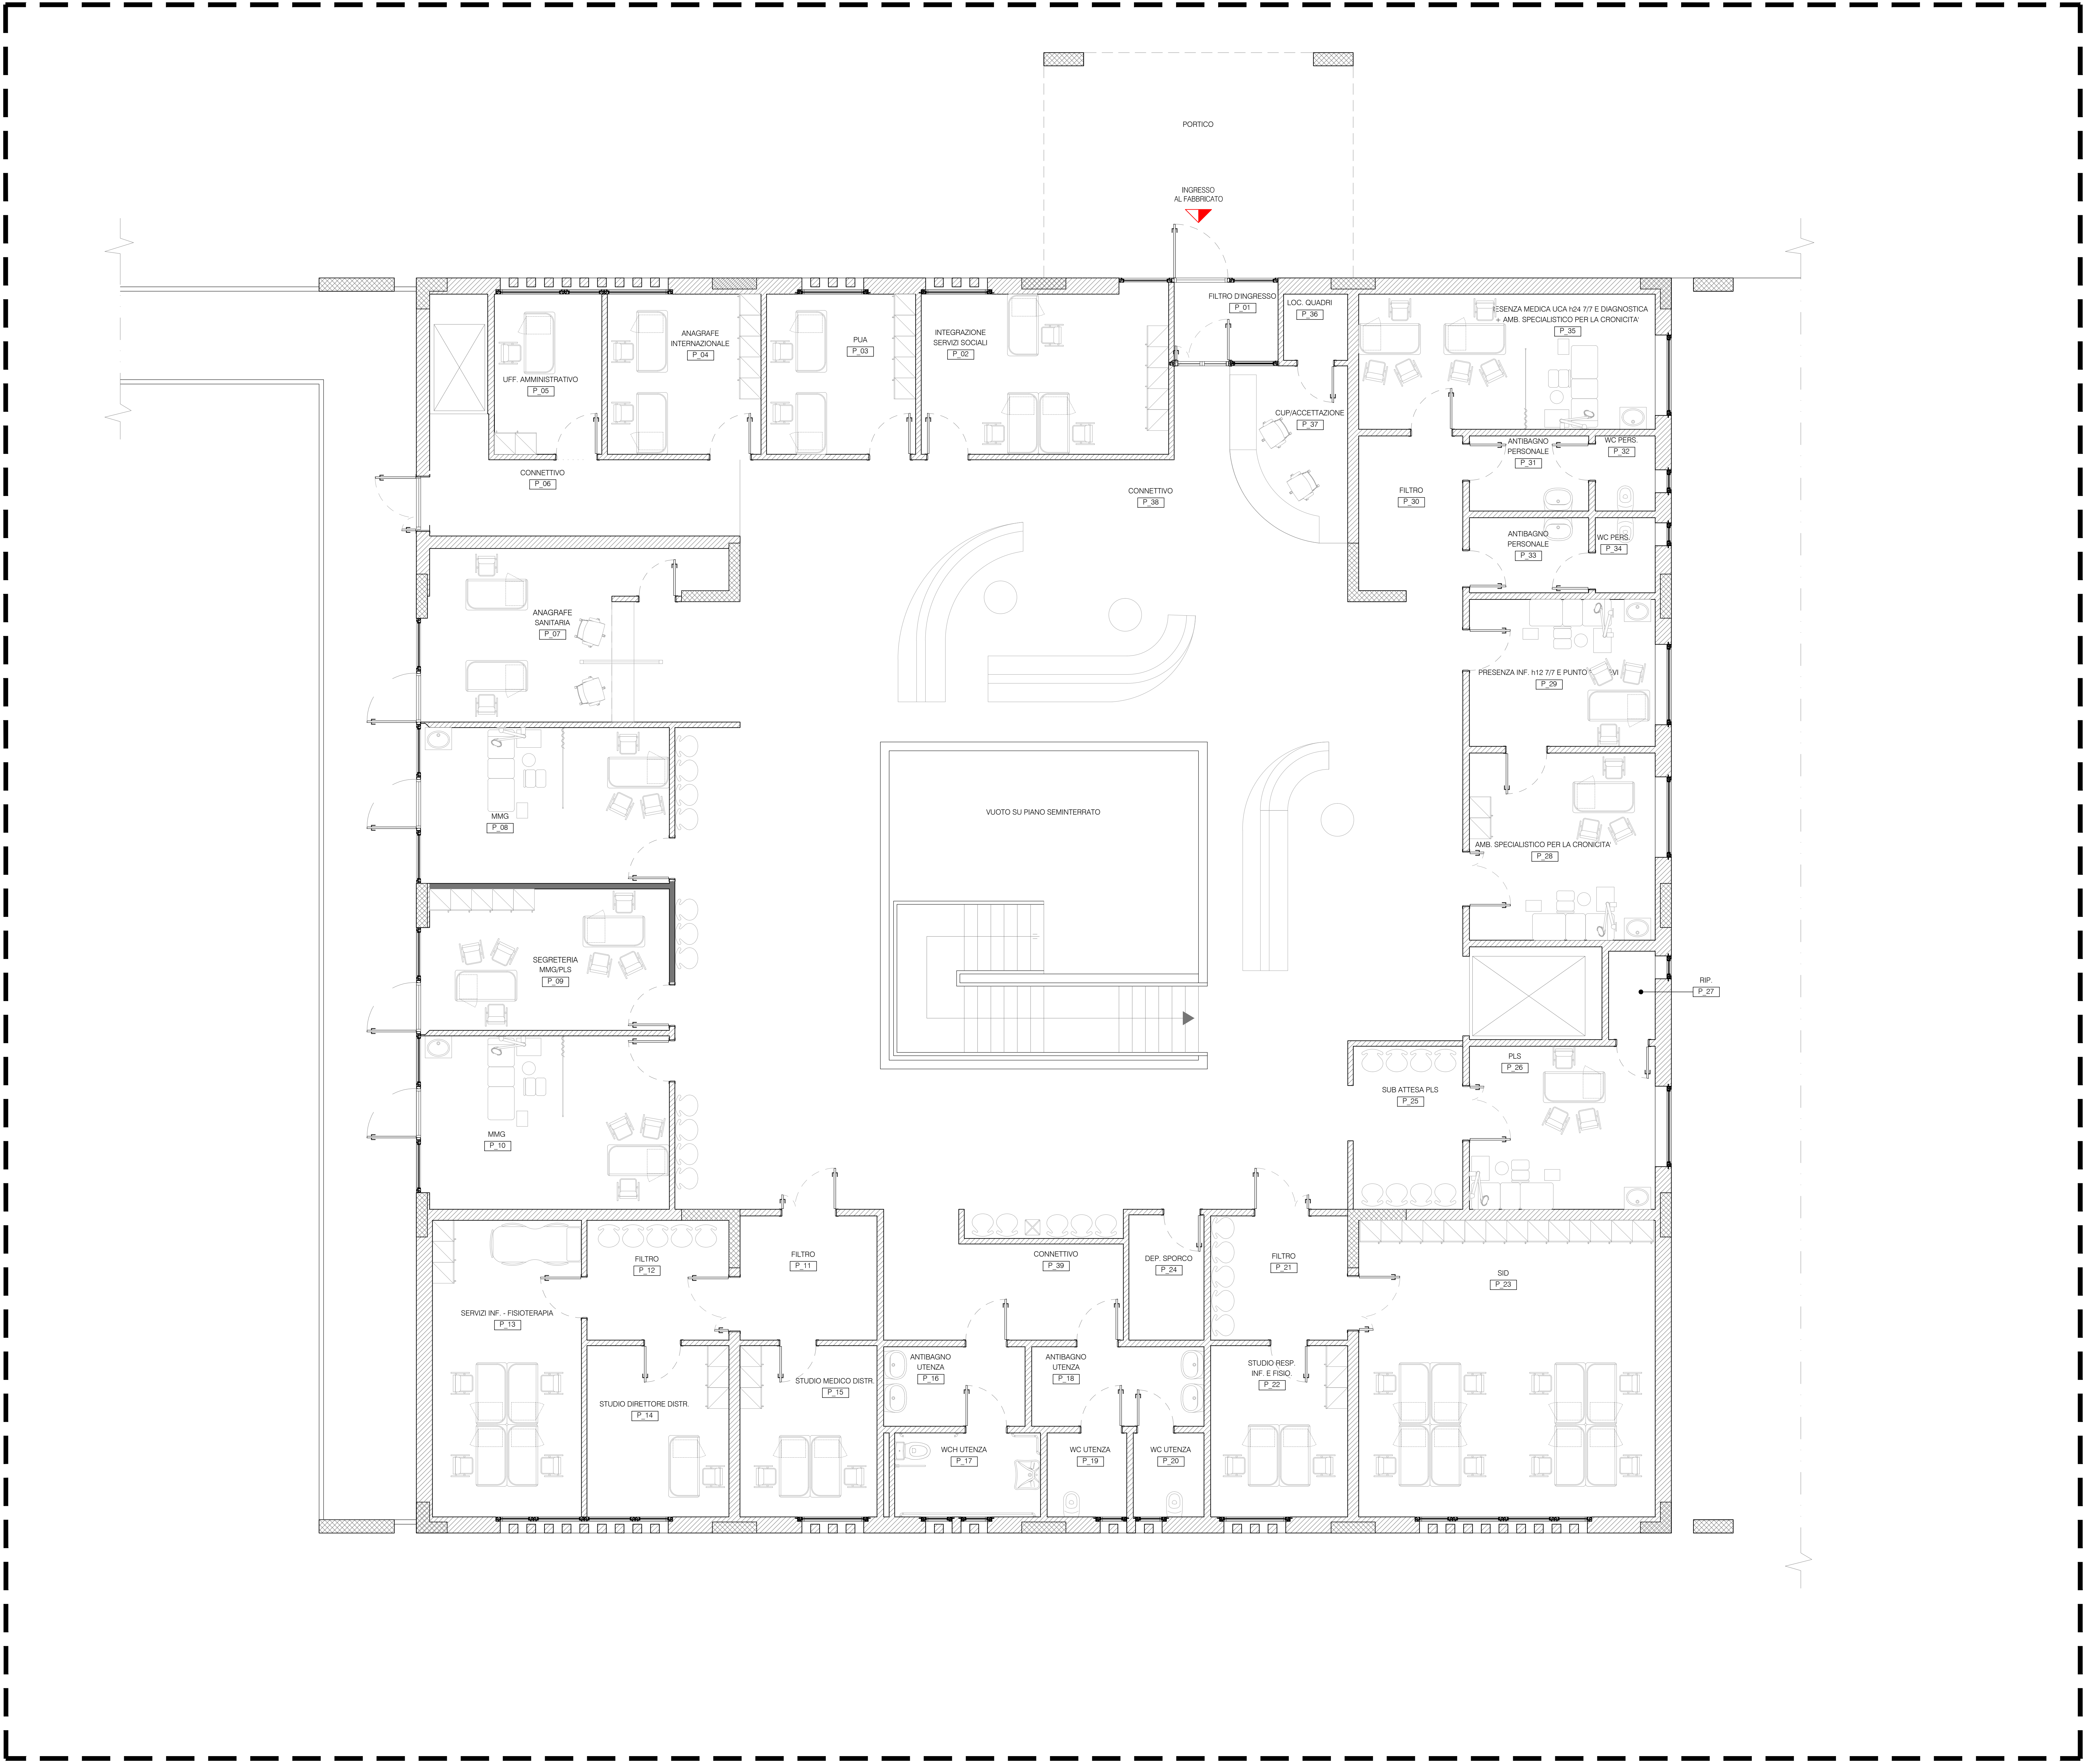 PORTICO
INGRESSO
AL FABBRICATO
FILTRO D'INGRESSO
P_01
LOC. QUADRI
P_36
ESENZA MEDICA UCA h24 7/7 E DIAGNOSTICA
+ AMB. SPECIALISTICO PER LA CRONICITA'
P_35
INTEGRAZIONE
SERVIZI SOCIALI
P_02
PUA
P_03
ANAGRAFE
INTERNAZIONALE
P_04
UFF. AMMINISTRATIVO
P_05
CUP/ACCETTAZIONE
P_37
ANTIBAGNO
PERSONALE
P_31
WC PERS.
P_32
CONNETTIVO
P_06
CONNETTIVO
P_38
FILTRO
P_30
ANTIBAGNO
PERSONALE
P_33
WC PERS.
P_34
ANAGRAFE
SANITARIA
P_07
PRESENZA INF. h12 7/7 E PUNTO VI
P_29
MMG
P_08
VUOTO SU PIANO SEMINTERRATO
AMB. SPECIALISTICO PER LA CRONICITA'
P_28
SEGRETERIA
MMG/PLS
P_09
RIP.
P_27
PLS
P_26
SUB ATTESA PLS
P_25
MMG
P_10
FILTRO
P_12
FILTRO
P_11
CONNETTIVO
P_39
DEP. SPORCO
P_24
FILTRO
P_21
SID
P_23
SERVIZI INF. - FISIOTERAPIA
P_13
ANTIBAGNO
UTENZA
P_16
ANTIBAGNO
UTENZA
P_18
STUDIO RESP.
INF. E FISIO.
P_22
STUDIO MEDICO DISTR.
P_15
STUDIO DIRETTORE DISTR.
P_14
WCH UTENZA
P_17
WC UTENZA
P_19
WC UTENZA
P_20